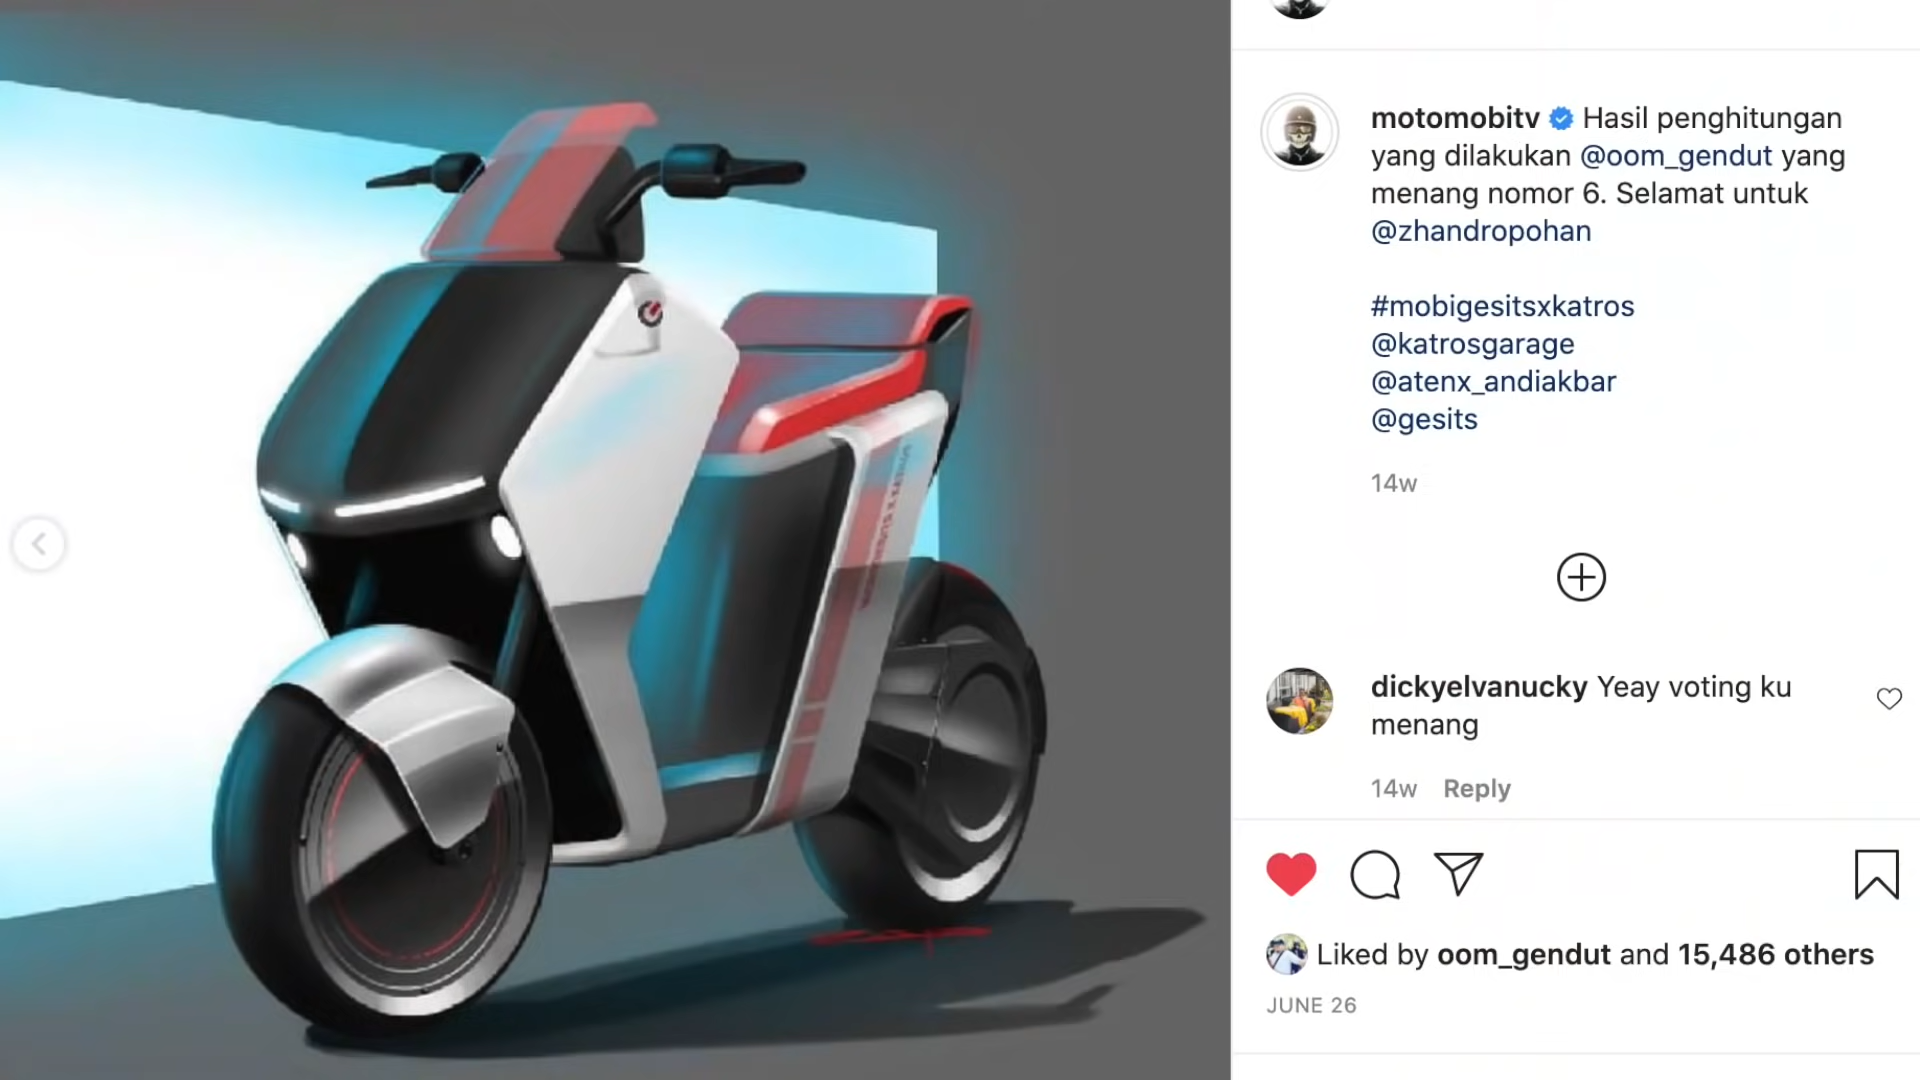 motomobitv Hasil penghitungan
yang dilakukan @oom_gendut yang
menang nomor 6. Selamat untuk
@zhandropohan
#mobigesitsxkatros
@katrosgarage
@atenx_andiakbar
@gesits
14w
dickyelvanucky Yeay voting ku
menang
14w Reply
Liked by oom_gendut and 15,486 others
JUNE 26